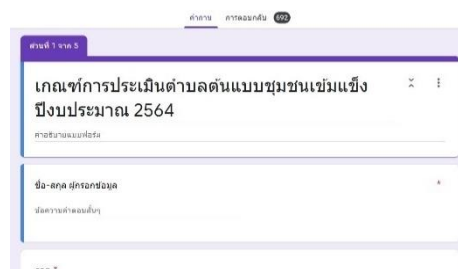 คำถาม การตอบกลับ 692
ส่วนที่ 1 จาก 5
เกณฑ์การประเมินตำบลต้นแบบชุมชนเข้มแข็ง
ปีงบประมาณ 2564
คำอธิบายแบบฟอร์ม
ชื่อ-สกุล ผู้กรอกข้อมูล *
ข้อความคำตอบสั้นๆ